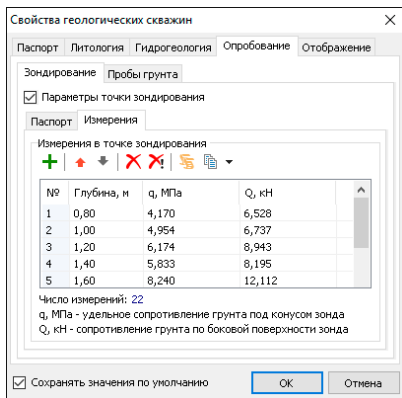 Свойства геологических скважин
Паспорт Литология Гидрогеология Опробование Отображение
Зондирование Пробы грунта
Параметры точки зондирования
Паспорт Измерения
Измерения в точке зондирования
№ Глубина, м q, МПа Q, кН
1 0,80 4,170 6,528
2 1,00 4,954 6,737
3 1,20 6,174 8,943
4 1,40 5,833 8,195
5 1,60 8,240 12,112
Число измерений: 22
q, МПа - удельное сопротивление грунта под конусом зонда
Q, кН - сопротивление грунта по боковой поверхности зонда
Сохранять значения по умолчанию ОК Отмена